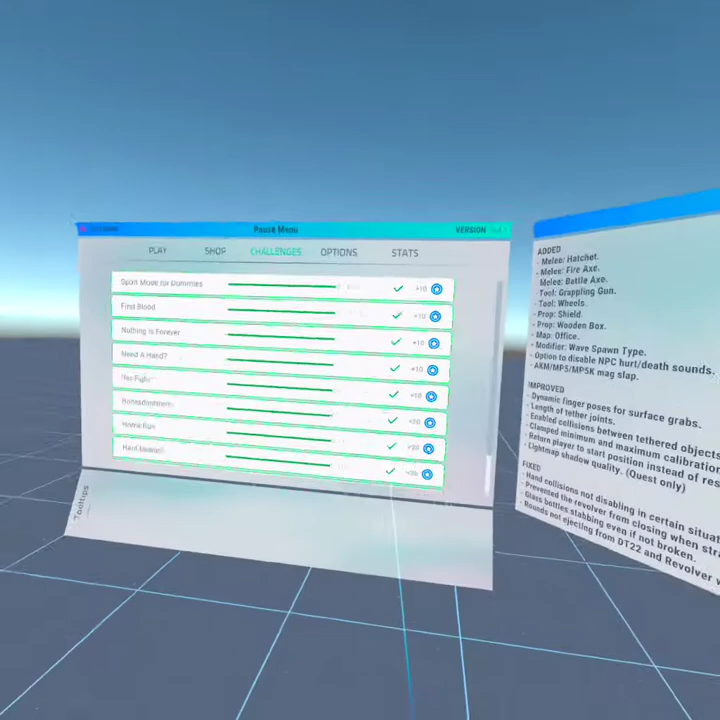 Pause Menu
VERSION
PLAY SHOP CHALLENGES OPTIONS STATS
Sport Movie for Dummies +10
First Blood +10
Nothing Is Forever +10
Need A Hand? +10
+10
+20
Home Run +20
+20
Tooltips
ADDED
- Melee: Hatchet.
- Melee: Fire Axe.
Melee: Battle Axe.
Tool: Grappling Gun.
- Tool: Wheels.
- Prop: Shield.
- Prop: Wooden Box.
- Map: Office.
- Modifier: Wave Spawn Type.
- Option to disable NPC hurt/death sounds.
- AKM/MP5/MP5K mag slap.
IMPROVED
- Dynamic finger poses for surface grabs.
- Length of tether joints.
- Enabled collisions between tethered objects
- Clamped minimum and maximum
- Return player to start position instead of
- Lightmap shadow quality. (Quest only)
FIXED
- Hand collisions not disabling in certain
- Prevented the revolver from closing when
- Glass bottles stabbing even if not broken.
- Rounds not ejecting from DT22 and Revolver